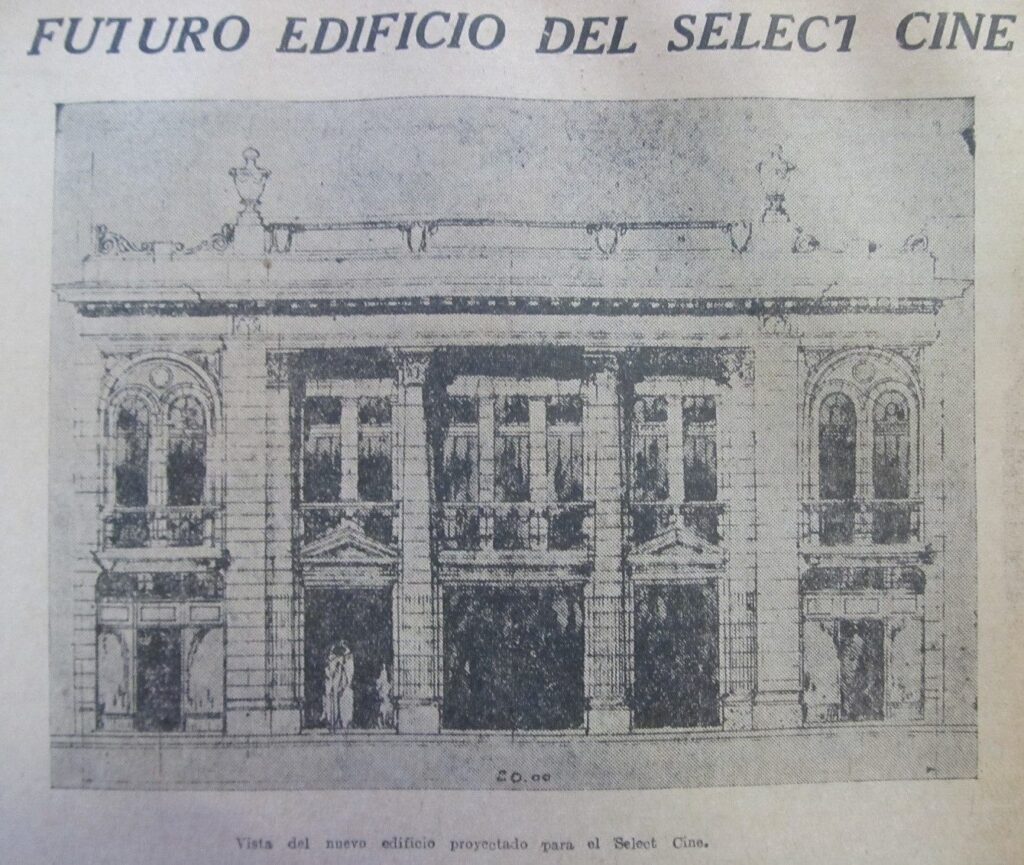 FUTURO EDIFICIO DEL SELECT CINE
20.00
Vista del nuevo edificio proyectado para el Select Cine.